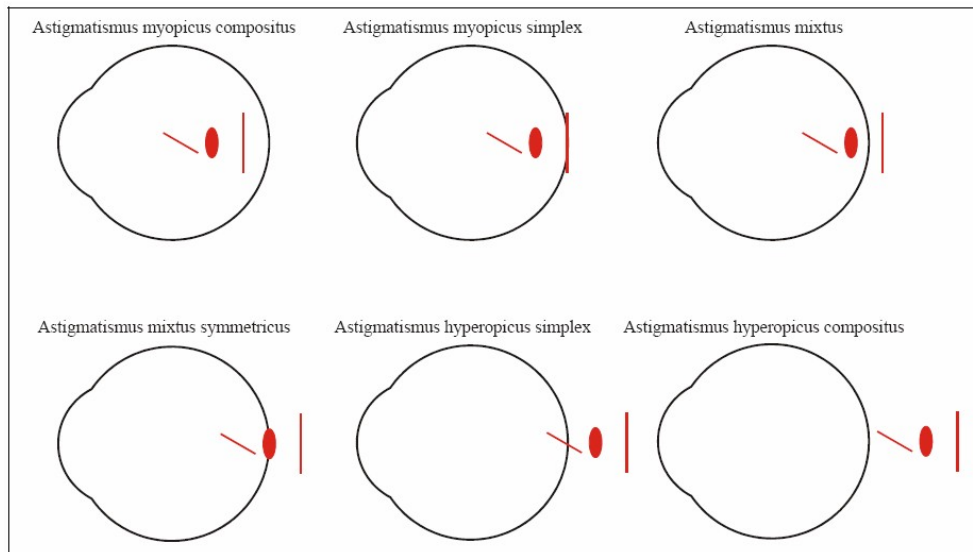 Astigmatismus myopicus compositus
Astigmatismus myopicus simplex
Astigmatismus mixtus
Astigmatismus mixtus symmetricus
Astigmatismus hyperopicus simplex
Astigmatismus hyperopicus compositus